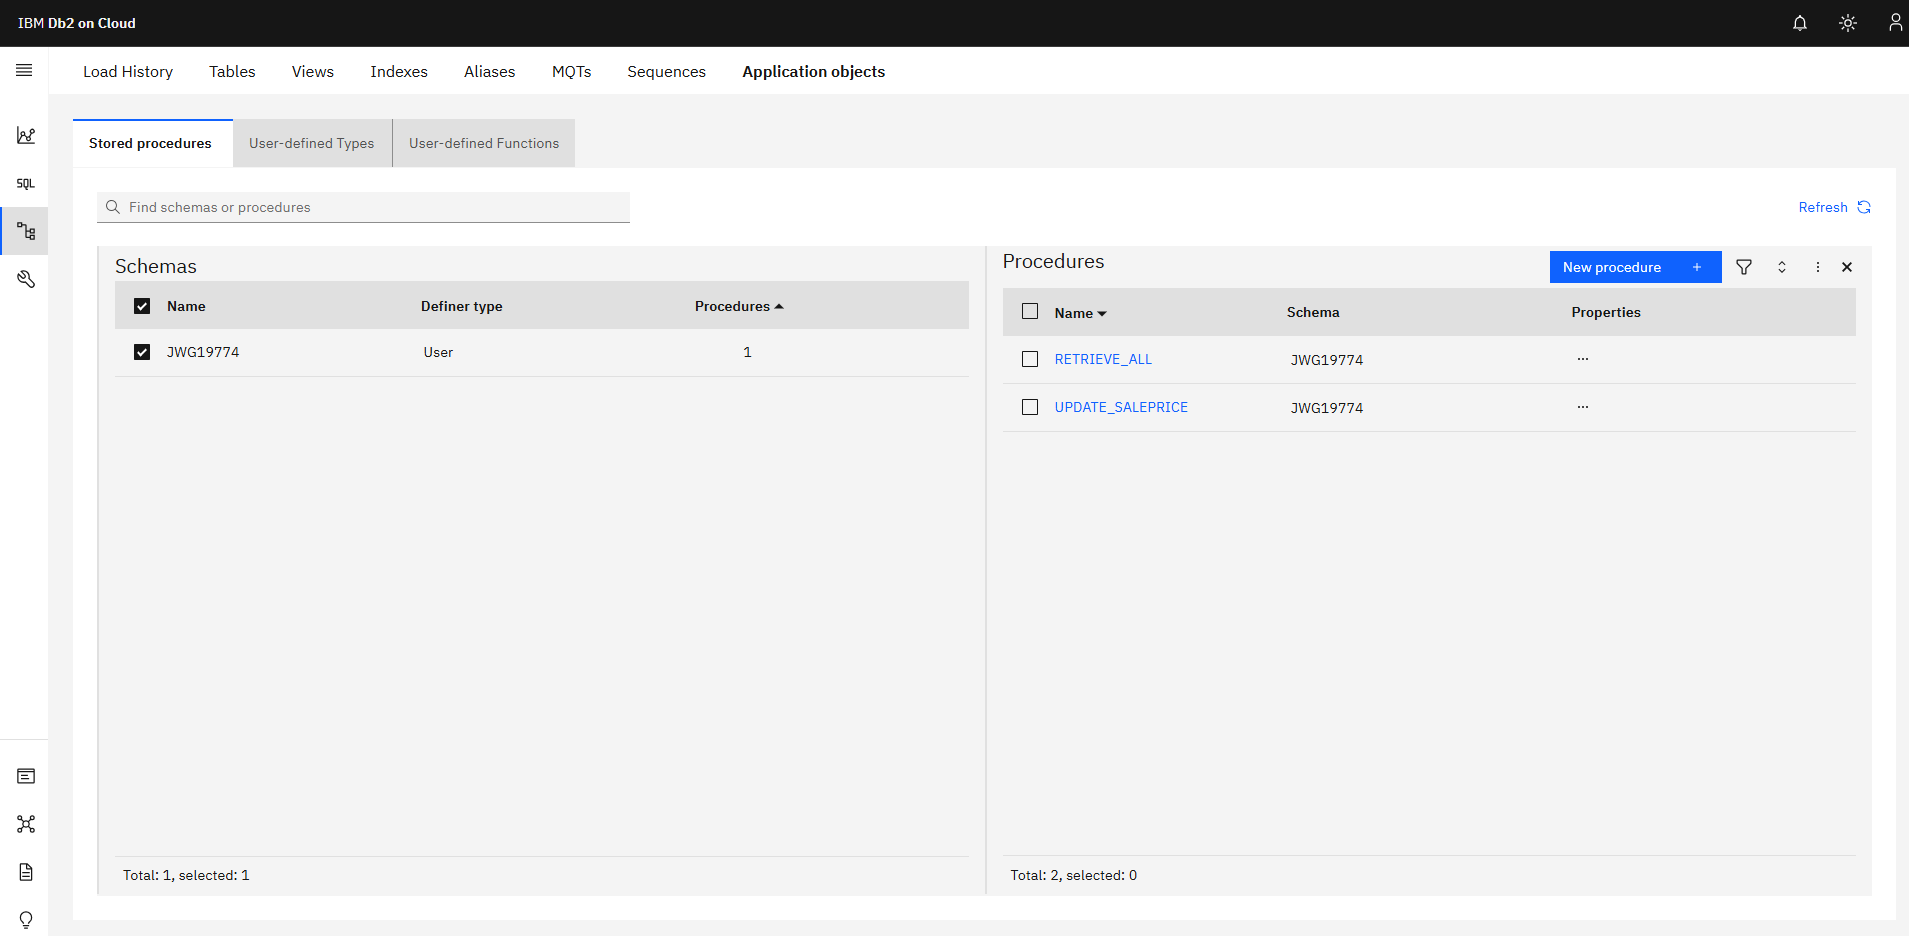 IBM Db2 on Cloud
Load History Tables Views Indexes Aliases MQTs Sequences Application objects
SQL
Stored procedures User-defined Types User-defined Functions
Find schemas or procedures
Refresh
Schemas
Name Definer type Procedures
JWG19774 User 1
Total: 1, selected: 1
Procedures
New procedure +
Name Schema Properties
RETRIEVE_ALL JWG19774 ...
UPDATE_SALEPRICE JWG19774 ...
Total: 2, selected: 0